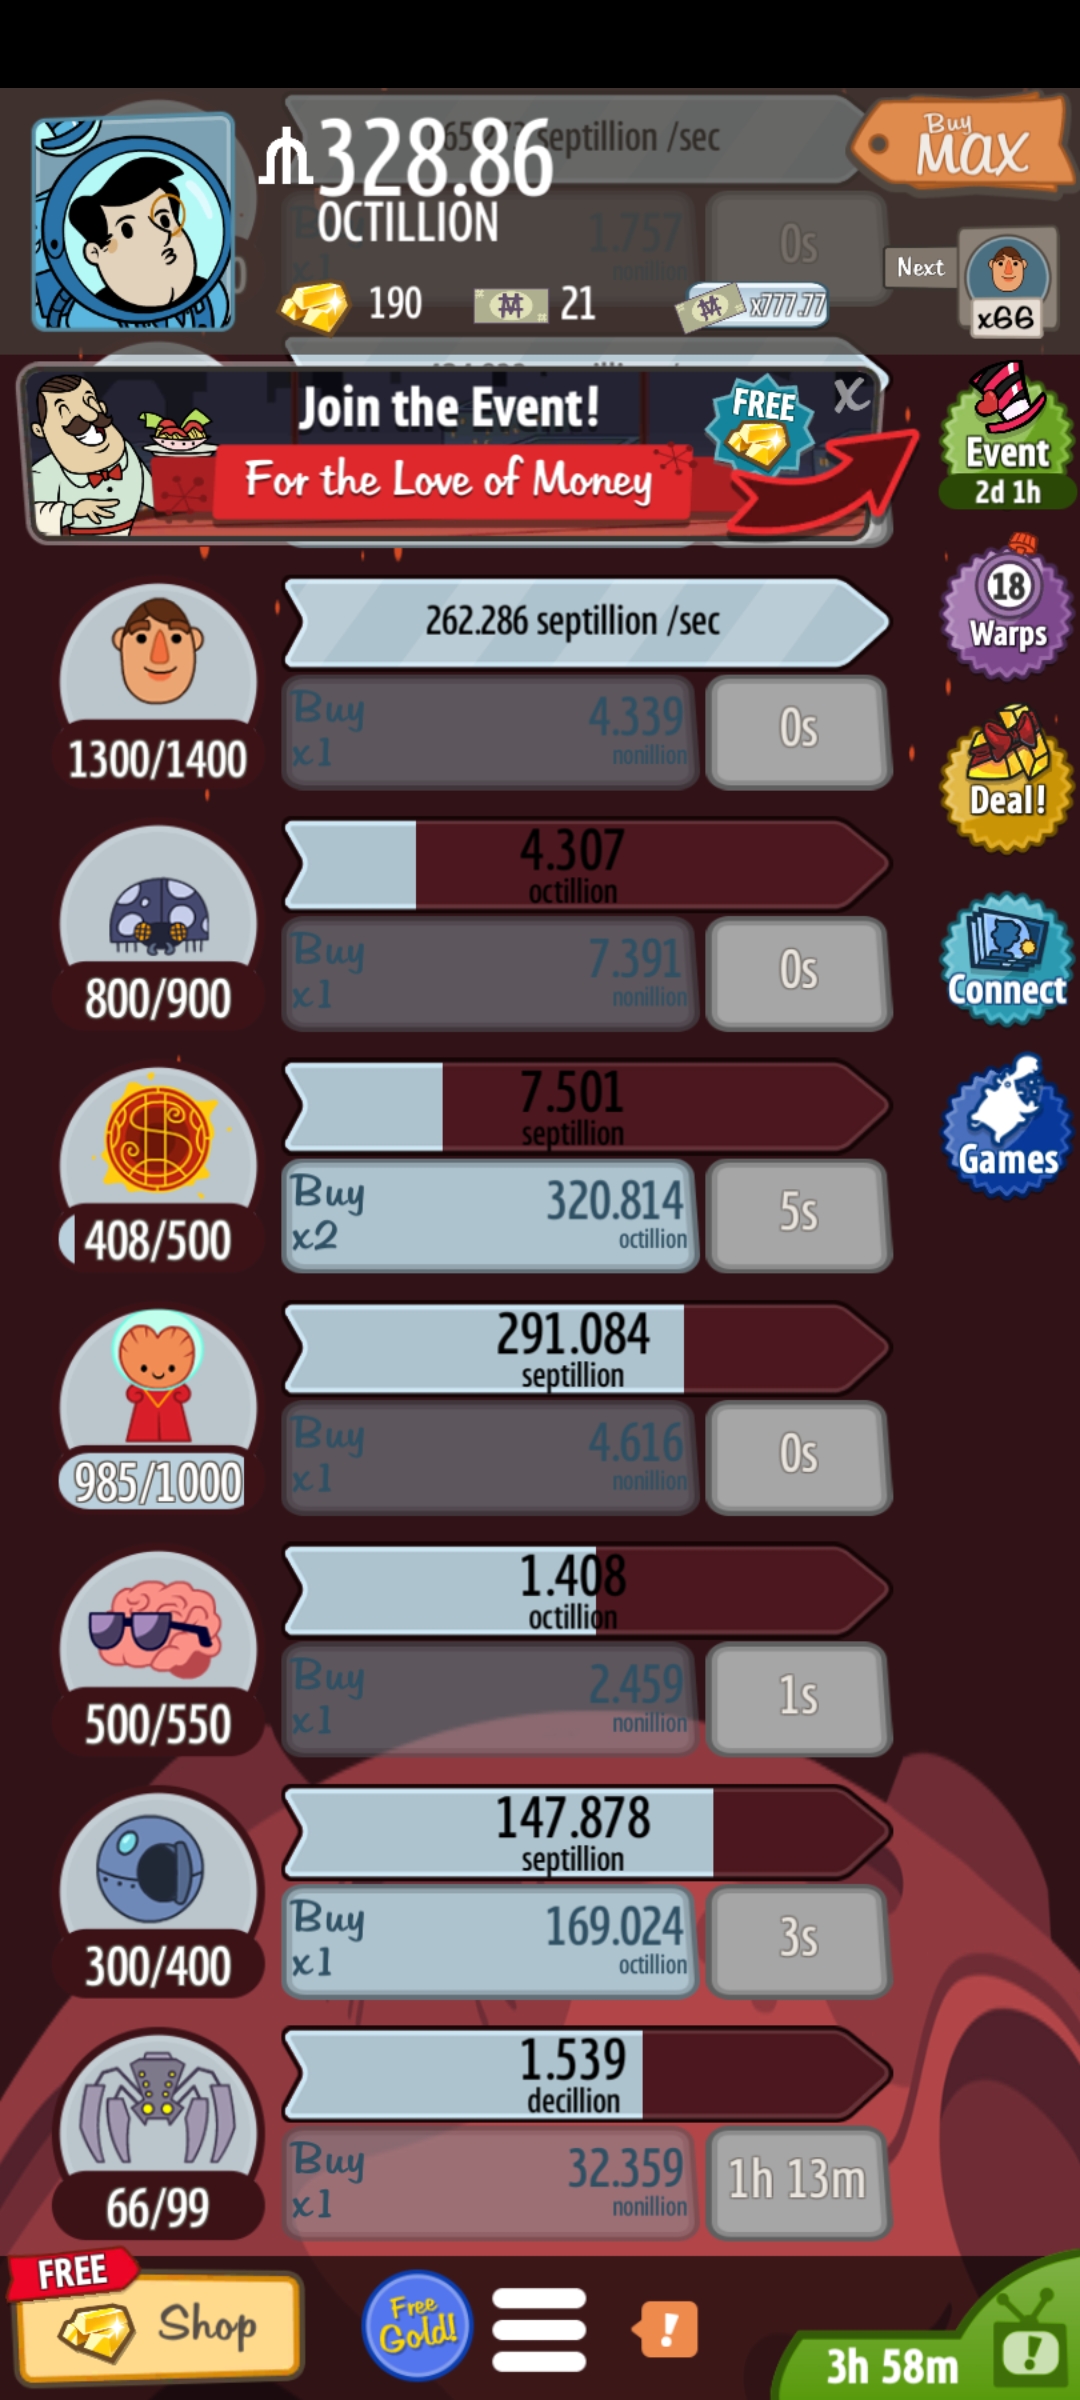 septillion /sec
Buy
MAX
328.86
OCTILLION
1.757
nonillion
0s
x1
Next
x66
190
21
x777.77
Join the Event!
FREE
X
For the Love of Money
Event
2d 1h
262.286 septillion /sec
18
Warps
Buy
4.339
0s
x1
nonillion
1300/1400
Deal!
4.307
octillion
Buy
7.391
0s
x1
nonillion
800/900
Connect
7.501
septillion
Games
Buy
320.814
5s
x2
octillion
408/500
291.084
septillion
Buy
4.616
0s
x1
nonillion
985/1000
1.408
octillion
Buy
2.459
1s
x1
nonillion
500/550
147.878
septillion
Buy
169.024
3s
x1
octillion
300/400
1.539
decillion
Buy
32.359
1h 13m
x1
nonillion
66/99
FREE
Shop
Free
Gold!
!
3h 58m
!